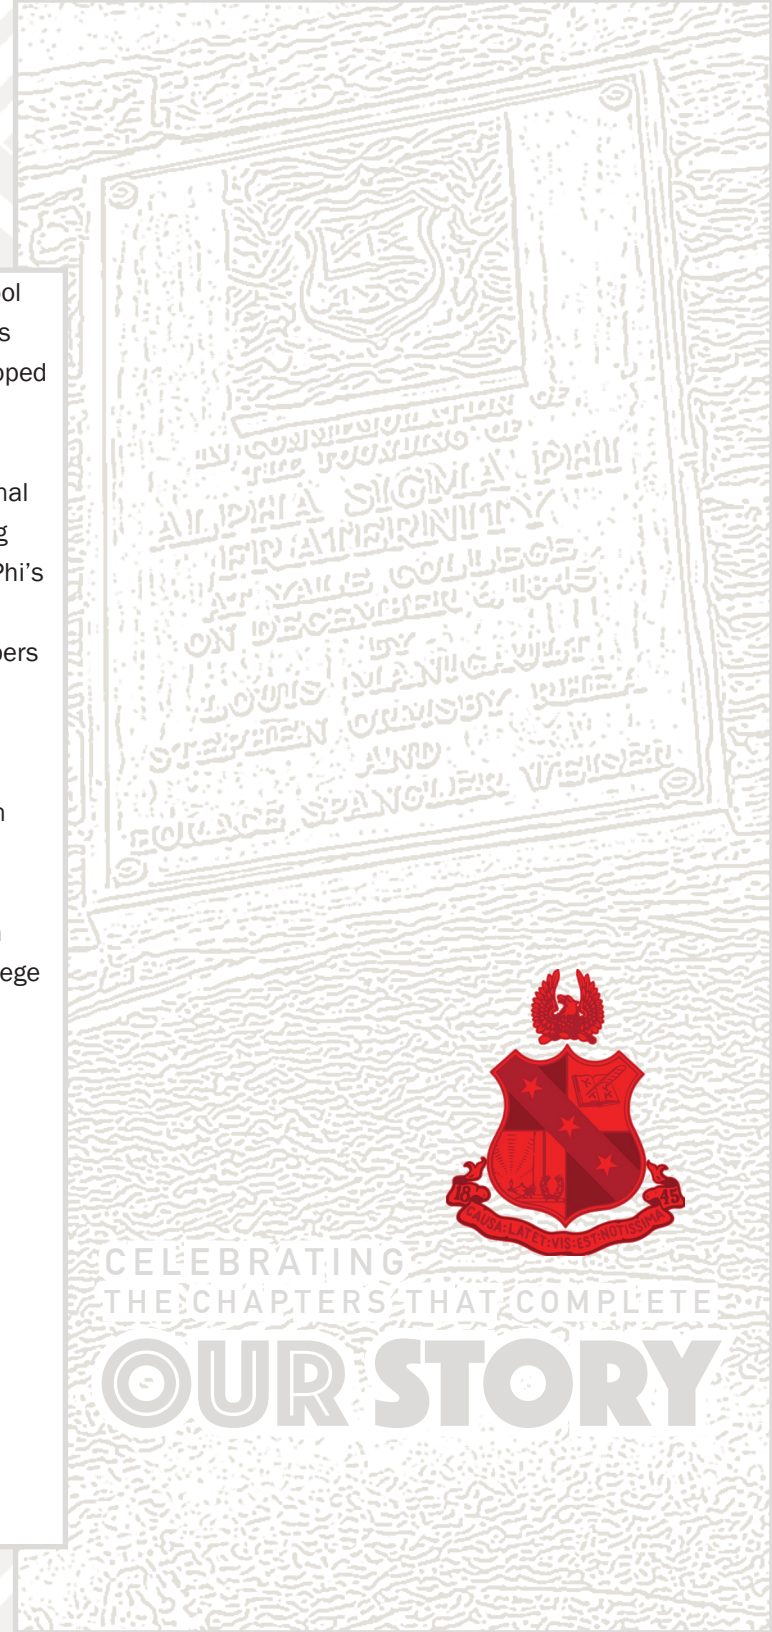 ol
s
pped
nal
g
Phi's
bers
n
n
ege
IN COMMEMORATION OF
THE FOUNDING OF
ALPHA SIGMA PHI
FRATERNITY
AT YALE COLLEGE
ON DECEMBER 6, 1845
BY
LOUIS MANIGAULT
STEPHEN ORMSBY RHEA
AND
HORACE SPANGLER WEISER
18 45
CAUSA:LATET:VIS:EST:NOTISSIMA
CELEBRATING
THE CHAPTERS THAT COMPLETE
OUR STORY